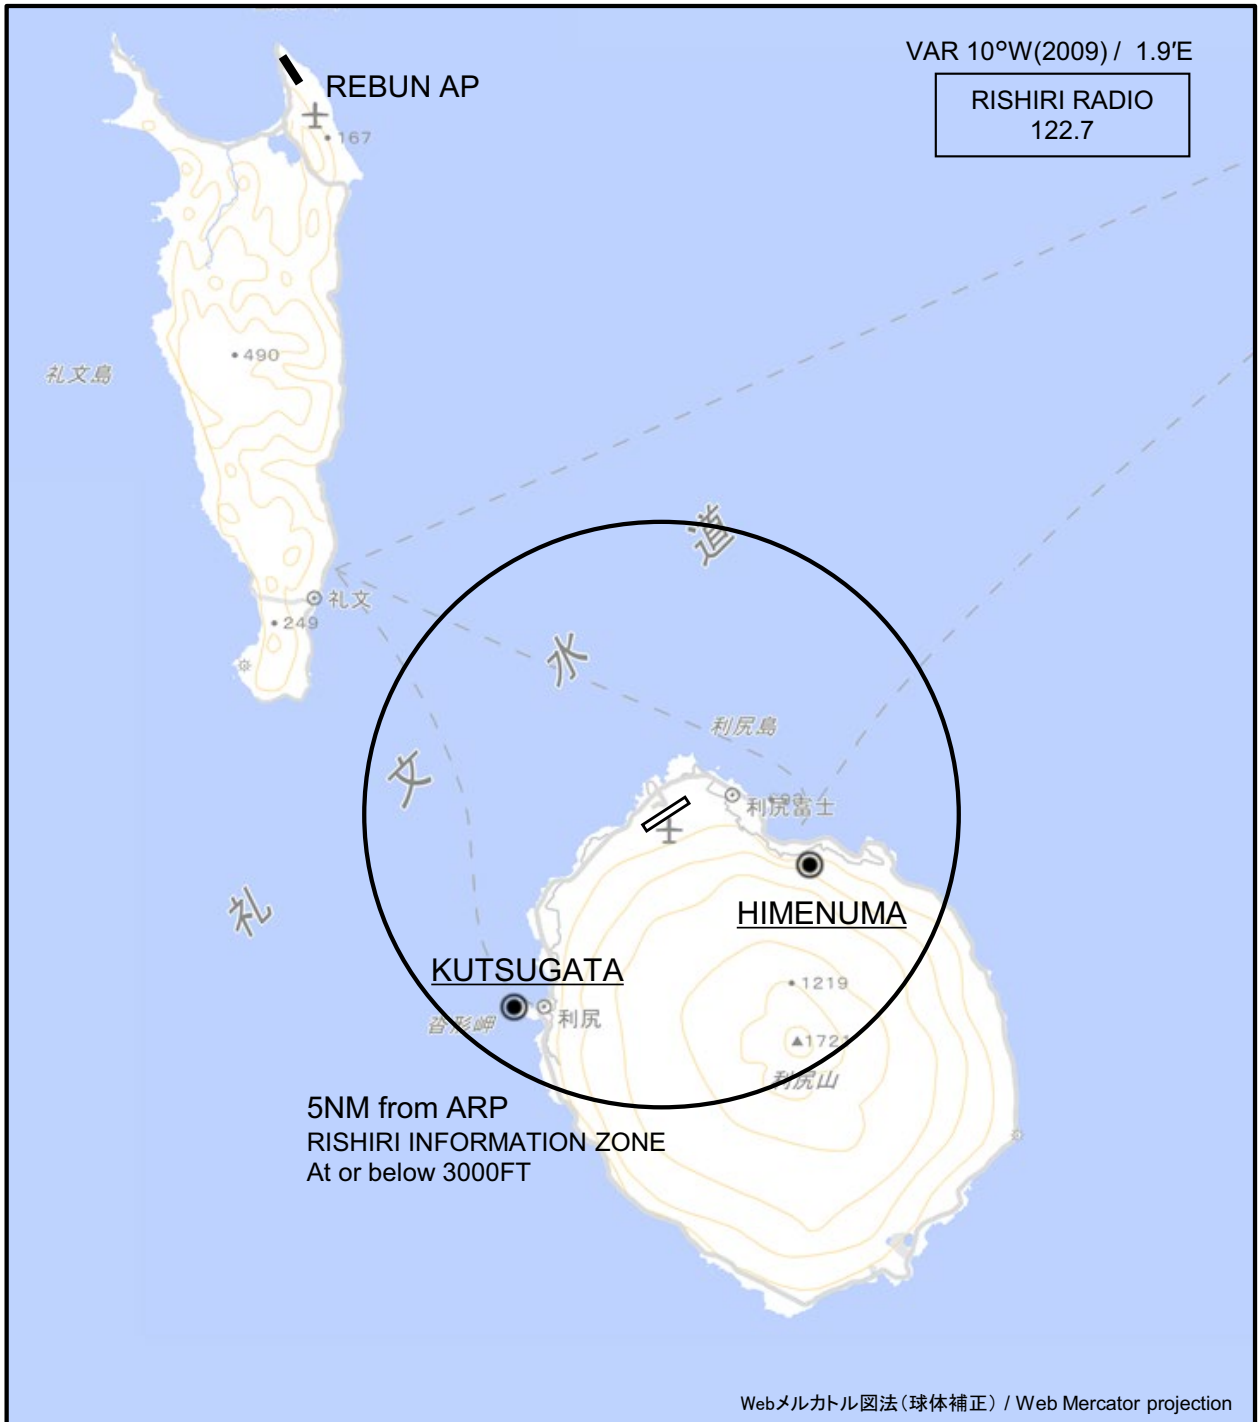 VAR 10°W(2009) / 1.9′E
RISHIRI RADIO
122.7
REBUN AP
167
490
礼文島
道
礼文
249
水
利尻島
文
利尻富士
礼
HIMENUMA
KUTSUGATA
1219
沓形岬
利尻
1721
利尻山
5NM from ARP
RISHIRI INFORMATION ZONE
At or below 3000FT
Webメルカトル図法(球体補正) / Web Mercator projection